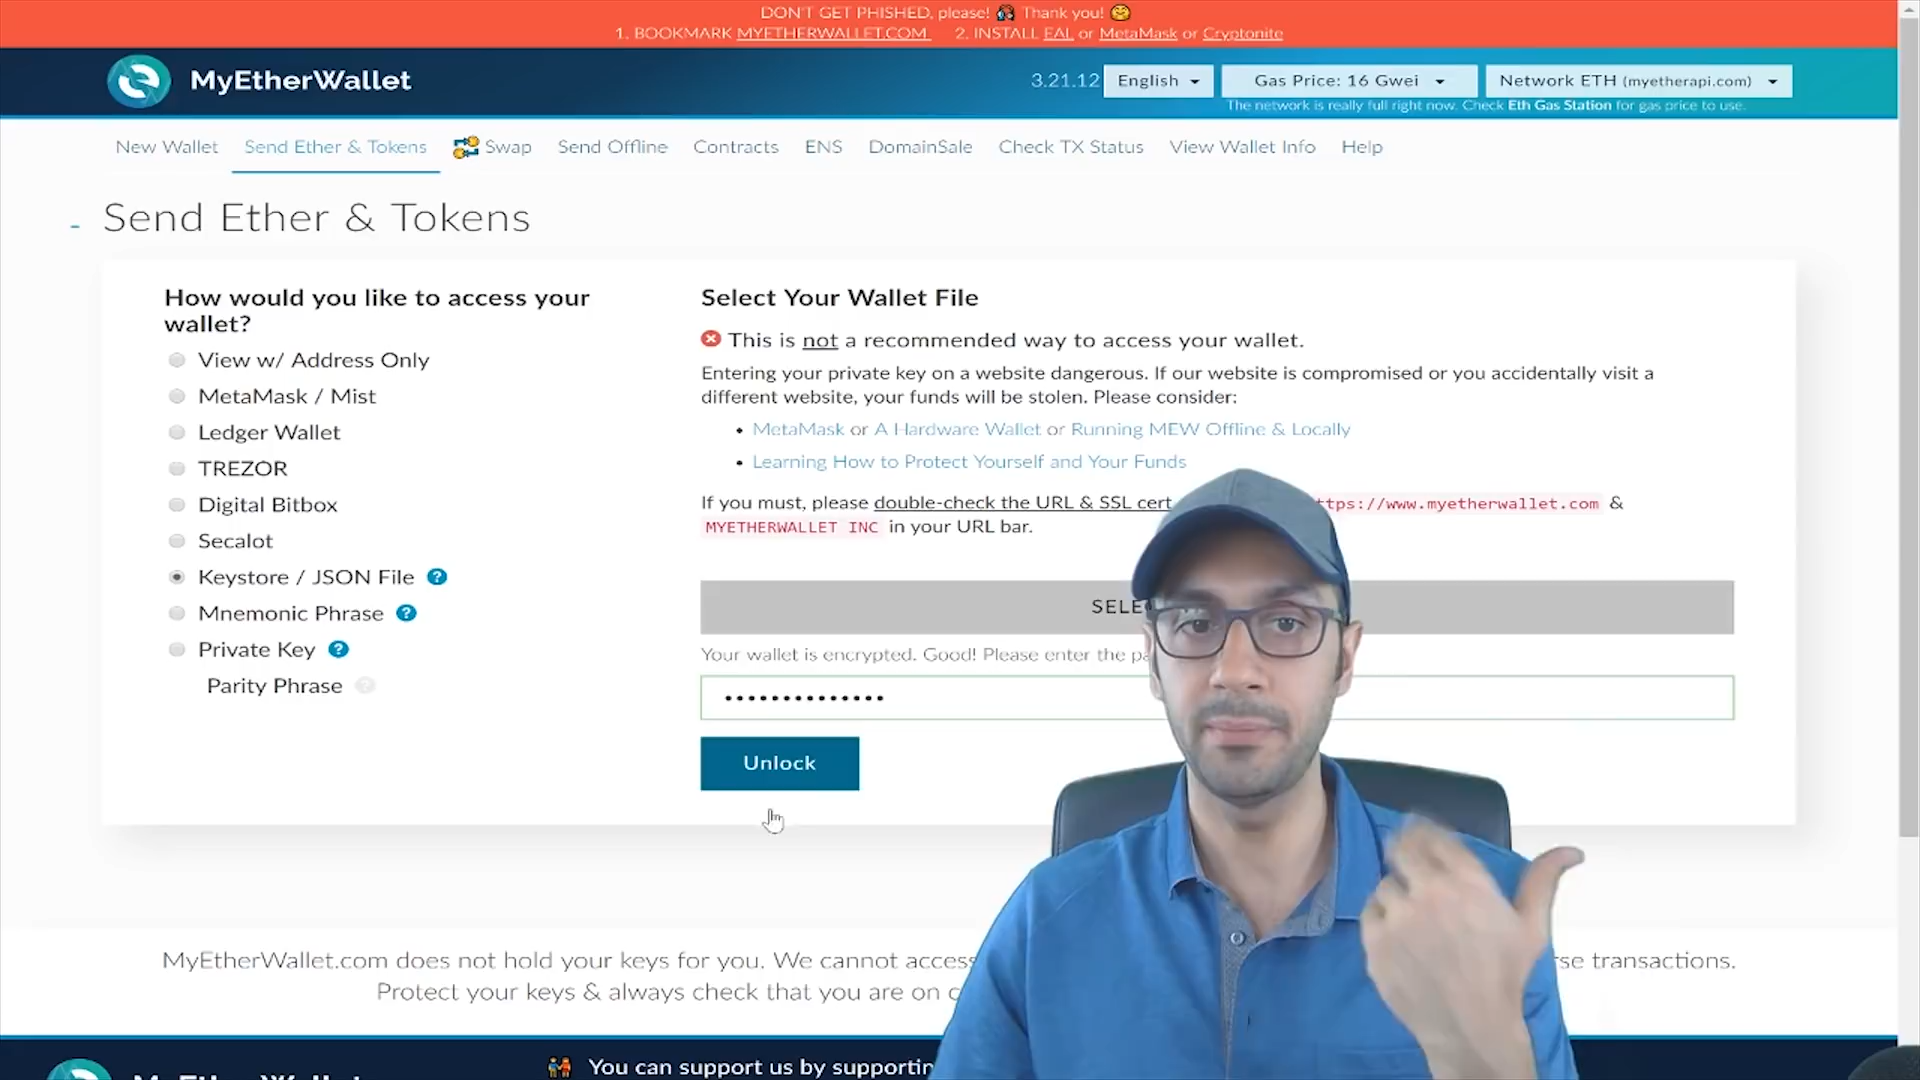 DON'T GET PHISHED, please! Thank you!
1. BOOKMARK MYETHERWALLET.COM 2. INSTALL EAL or MetaMask or Cryptonite
MyEtherWallet
3.21.12 English Gas Price: 16 Gwei Network ETH (myetherapi.com)
The network is really full right now. Check Eth Gas Station for gas price to use.
New Wallet Send Ether & Tokens Swap Send Offline Contracts ENS DomainSale Check TX Status View Wallet Info Help
- Send Ether & Tokens
How would you like to access your
wallet?
View w/ Address Only
MetaMask / Mist
Ledger Wallet
TREZOR
Digital Bitbox
Secalot
Keystore / JSON File ?
Mnemonic Phrase ?
Private Key ?
Parity Phrase ?
Select Your Wallet File
This is not a recommended way to access your wallet.
Entering your private key on a website dangerous. If our website is compromised or you accidentally visit a
different website, your funds will be stolen. Please consider:
• MetaMask or A Hardware Wallet or Running MEW Offline & Locally
• Learning How to Protect Yourself and Your Funds
If you must, please double-check the URL & SSL cert ttps://www.myetherwallet.com &
MYETHERWALLET INC in your URL bar.
SELE
Your wallet is encrypted. Good! Please enter the pa
••••••••••••••
Unlock
MyEtherWallet.com does not hold your keys for you. We cannot access rse transactions.
Protect your keys & always check that you are on c
You can support us by supportin